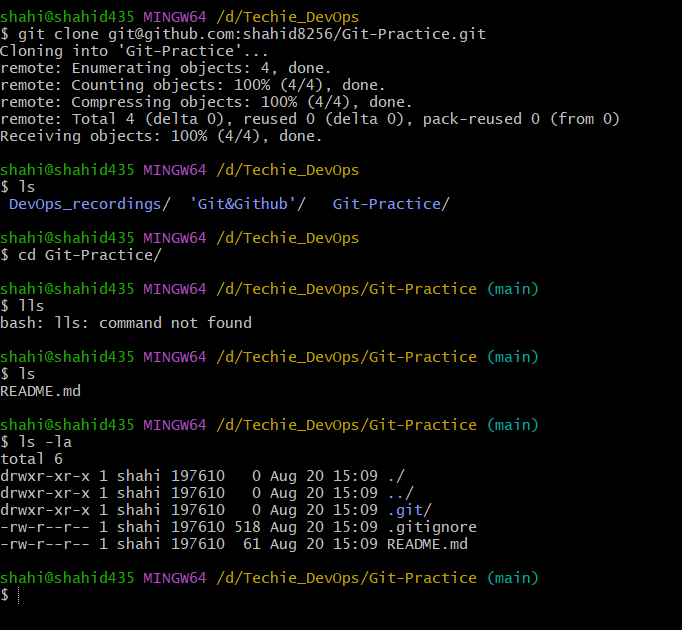 shahi@shahid435 MINGW64 /d/Techie_DevOps
$ git clone git@github.com:shahid8256/Git-Practice.git
Cloning into 'Git-Practice'...
remote: Enumerating objects: 4, done.
remote: Counting objects: 100% (4/4), done.
remote: Compressing objects: 100% (4/4), done.
remote: Total 4 (delta 0), reused 0 (delta 0), pack-reused 0 (from 0)
Receiving objects: 100% (4/4), done.
shahi@shahid435 MINGW64 /d/Techie_DevOps
$ ls
DevOps_recordings/  'Git&Github'/   Git-Practice/
shahi@shahid435 MINGW64 /d/Techie_DevOps
$ cd Git-Practice/
shahi@shahid435 MINGW64 /d/Techie_DevOps/Git-Practice (main)
$ lls
bash: lls: command not found
shahi@shahid435 MINGW64 /d/Techie_DevOps/Git-Practice (main)
$ ls
README.md
shahi@shahid435 MINGW64 /d/Techie_DevOps/Git-Practice (main)
$ ls -la
total 6
drwxr-xr-x 1 shahi 197610   0 Aug 20 15:09 ./
drwxr-xr-x 1 shahi 197610   0 Aug 20 15:09 ../
drwxr-xr-x 1 shahi 197610   0 Aug 20 15:09 .git/
-rw-r--r-- 1 shahi 197610 518 Aug 20 15:09 .gitignore
-rw-r--r-- 1 shahi 197610  61 Aug 20 15:09 README.md
shahi@shahid435 MINGW64 /d/Techie_DevOps/Git-Practice (main)
$